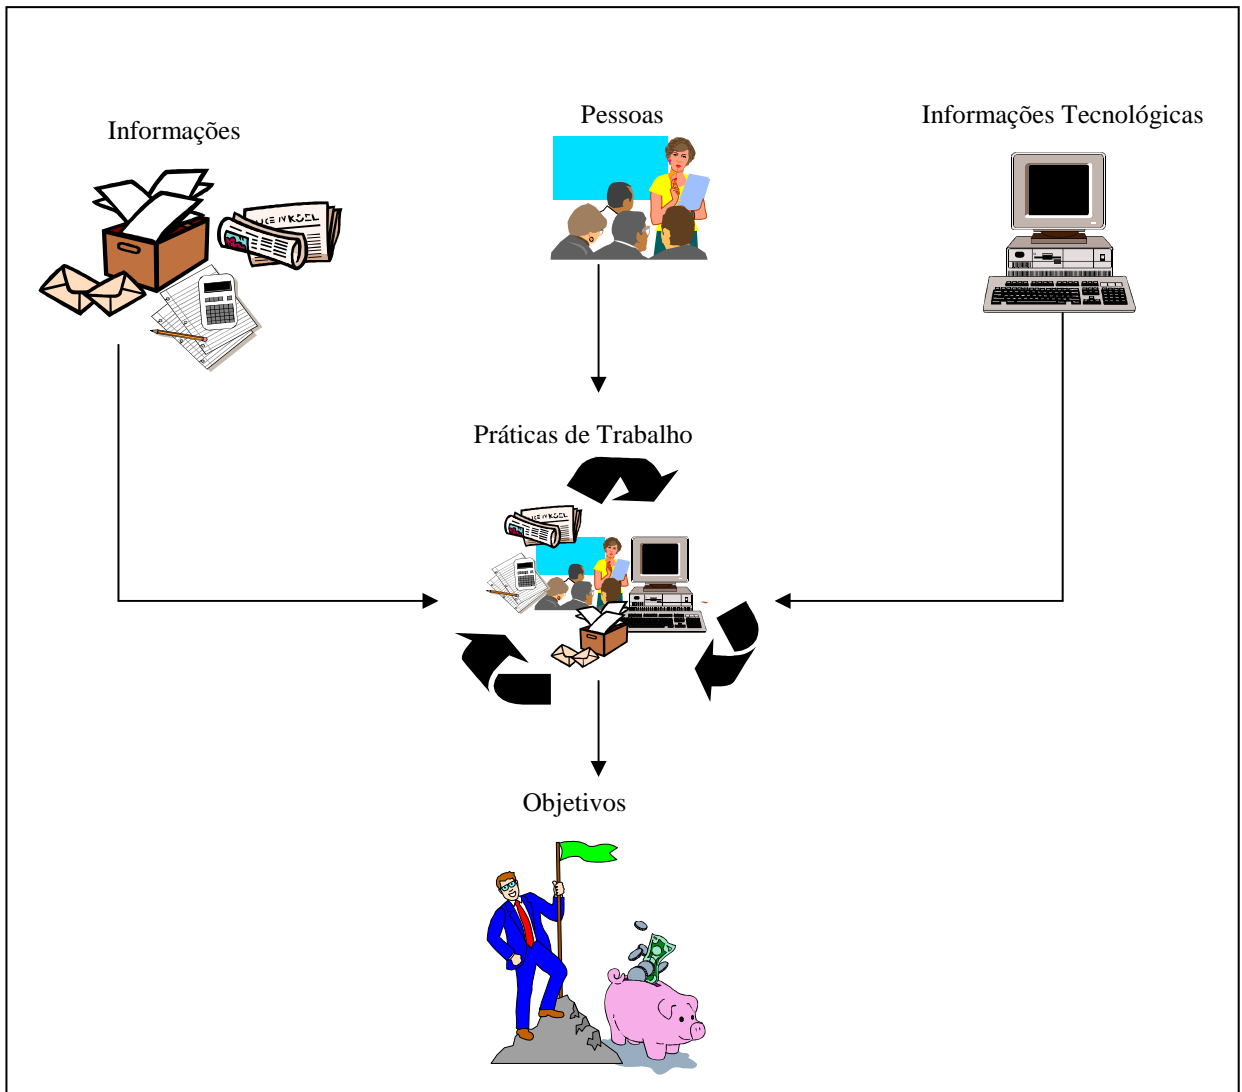 Informações
Pessoas
Informações Tecnológicas
Práticas de Trabalho
Objetivos